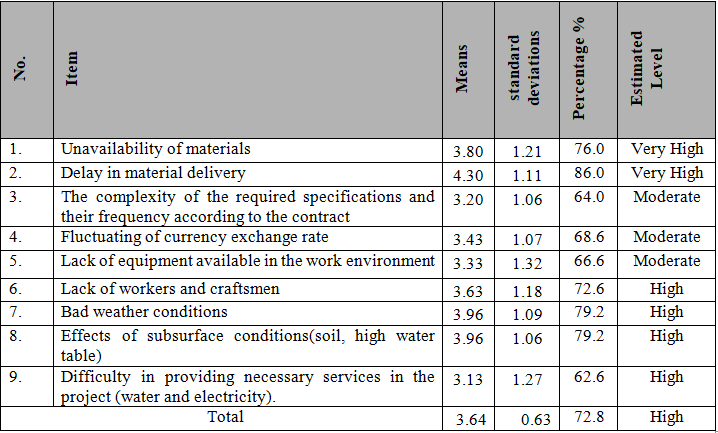 No. Item Means standard deviations Percentage % Estimated Level
1. Unavailability of materials 3.80 1.21 76.0 Very High
2. Delay in material delivery 4.30 1.11 86.0 Very High
3. The complexity of the required specifications and 3.20 1.06 64.0 Moderate
their frequency according to the contract
4. Fluctuating of currency exchange rate 3.43 1.07 68.6 Moderate
5. Lack of equipment available in the work environment 3.33 1.32 66.6 Moderate
6. Lack of workers and craftsmen 3.63 1.18 72.6 High
7. Bad weather conditions 3.96 1.09 79.2 High
8. Effects of subsurface conditions(soil, high water 3.96 1.06 79.2 High
table)
9. Difficulty in providing necessary services in the 3.13 1.27 62.6 High
project (water and electricity).
Total 3.64 0.63 72.8 High